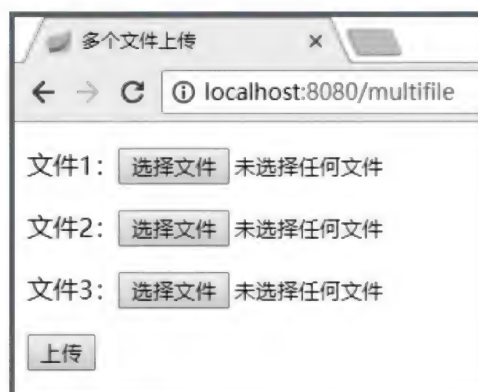 多个文件上传 ×
localhost:8080/multifile
文件1： 选择文件 未选择任何文件
文件2： 选择文件 未选择任何文件
文件3： 选择文件 未选择任何文件
上传